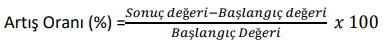 Artış Oranı (%) = Sonuç değeri−Başlangıç değeri / Başlangıç Değeri x 100